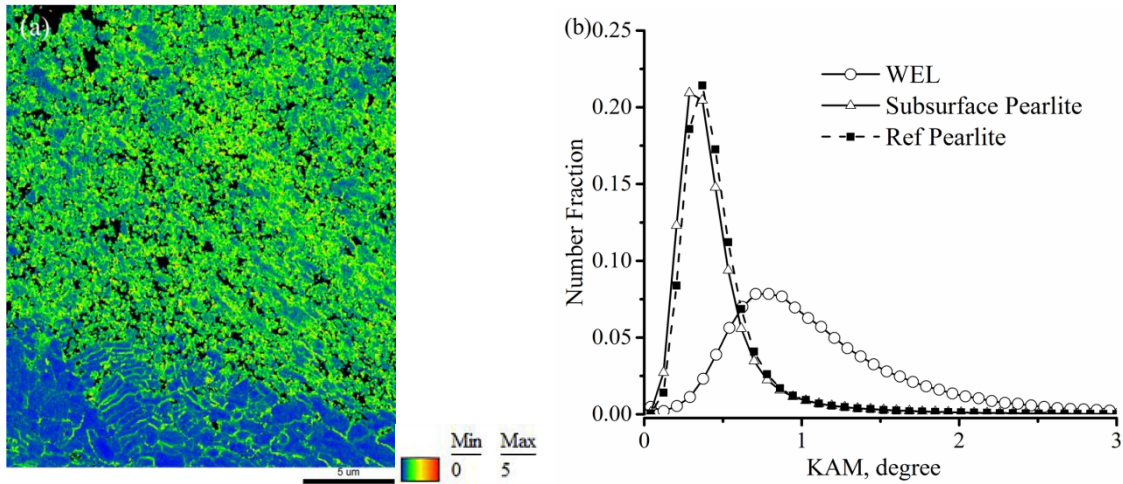 (a)
5 um
Min Max
0 5
(b)
0.25
0.20
0.15
0.10
0.05
0.00
Number Fraction
WEL
Subsurface Pearlite
Ref Pearlite
0 1 2 3
KAM, degree